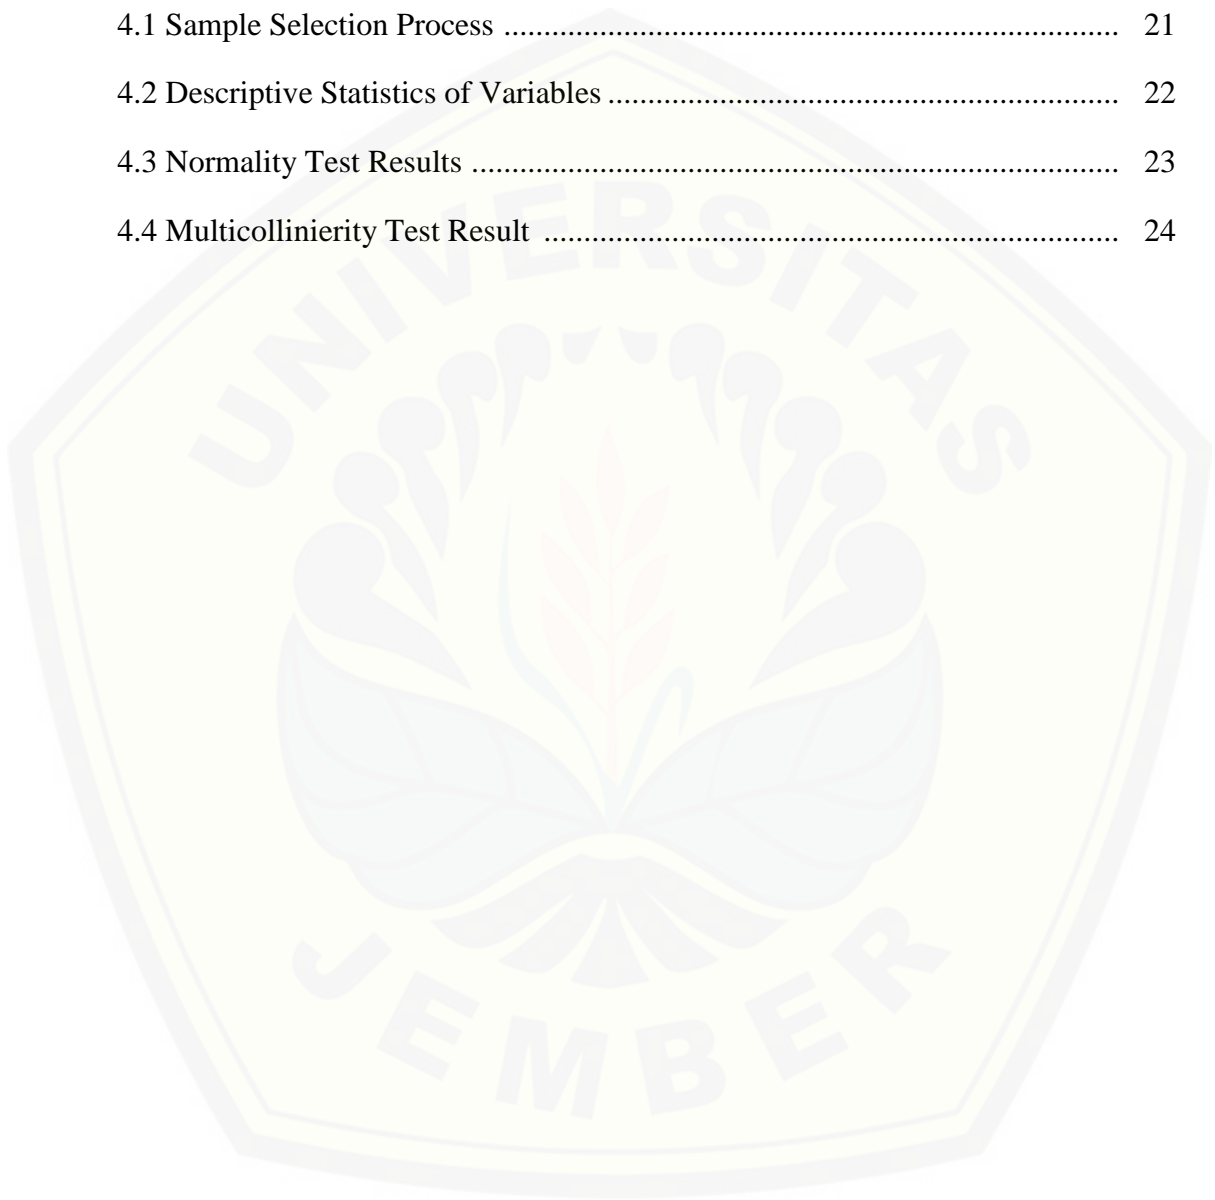 4.1 Sample Selection Process .............................................................................. 21
4.2 Descriptive Statistics of Variables ................................................................. 22
4.3 Normality Test Results .................................................................................. 23
4.4 Multicollinierity Test Result ......................................................................... 24
UNIVERSITAS
JEMBER